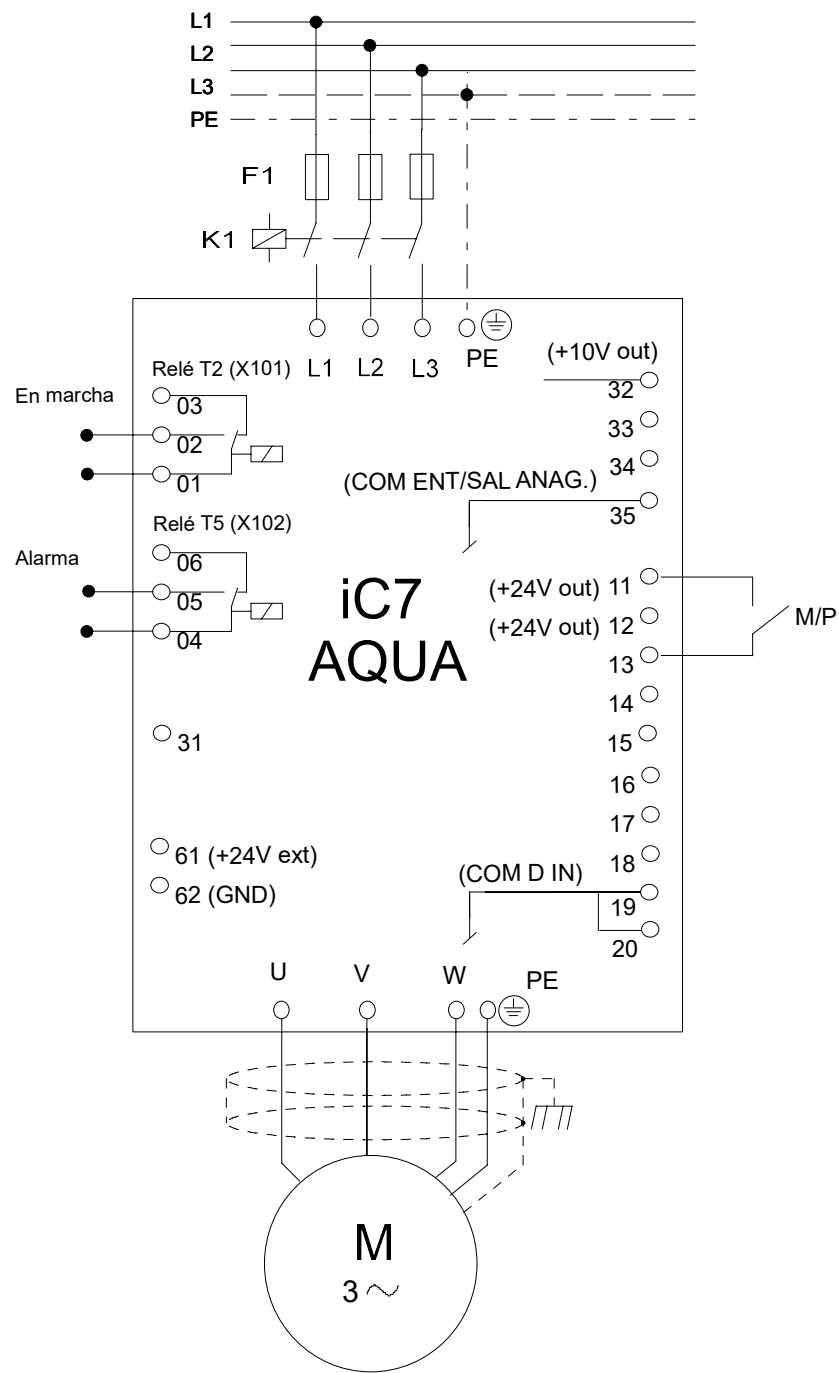 L1
L2
L3
PE
F1
K1
L1 L2 L3 PE
Relé T2 (X101)
(+10V out)
En marcha
03
02
01
32
33
34
(COM ENT/SAL ANAG.)
35
Relé T5 (X102)
Alarma
06
05
04
iC7
AQUA
(+24V out) 11
(+24V out) 12
13
M/P
14
31
15
16
17
61 (+24V ext)
18
62 (GND)
(COM D IN)
19
20
U V W PE
M
3